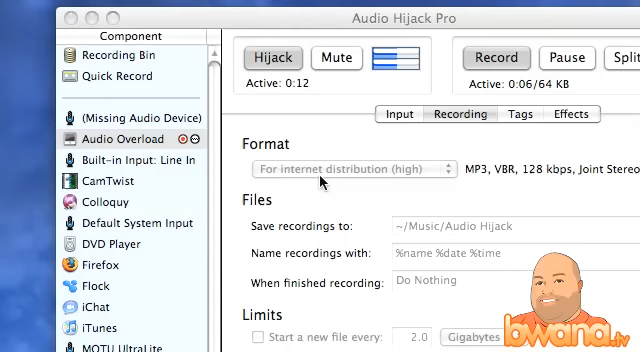 Audio Hijack Pro
Component
Recording Bin
Quick Record
(Missing Audio Device)
Audio Overload
Built-in Input: Line In
CamTwist
Colloquy
Default System Input
DVD Player
Firefox
Flock
iChat
iTunes
MOTU UltraLite
Hijack Mute
Active: 0:12
Record Pause Split
Active: 0:06/64 KB
Input Recording Tags Effects
Format
For internet distribution (high) MP3, VBR, 128 kbps, Joint Stereo
Files
Save recordings to: ~/Music/Audio Hijack
Name recordings with: %name %date %time
When finished recording: Do Nothing
Limits
Start a new file every: 2.0 Gigabytes
bwana.tv